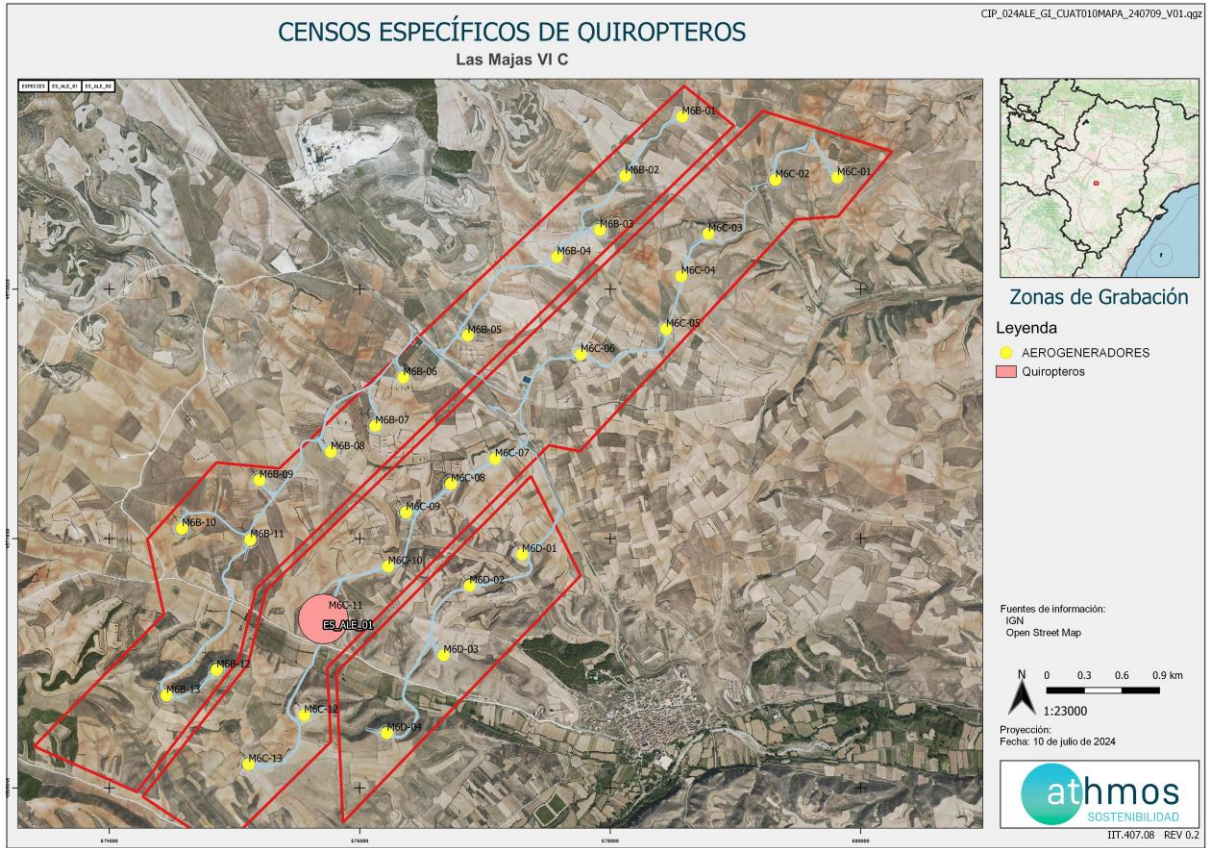 CIP_024ALE_GI_CUAT010MAPA_240709_V01.qgz
CENSOS ESPECÍFICOS DE QUIROPTEROS
Las Majas VI C
ESPECIES ES_ALE_01 ES_ALE_02
M6B-01
M6B-02
M6C-02
M6C-01
M6B-03
M6C-03
M6B-04
M6C-04
M6B-05
M6C-05
M6C-06
M6B-06
M6B-07
M6B-08
M6C-07
M6B-09
M6C-08
M6C-09
M6B-10
M6B-11
M6D-01
M6C-10
M6D-02
M6C-11
ES_ALE_01
M6D-03
M6B-12
M6B-13
M6C-12
M6D-04
M6C-13
Zonas de Grabación
Leyenda
AEROGENERADORES
Quiropteros
Fuentes de información:
IGN
Open Street Map
N
0 0.3 0.6 0.9 km
1:23000
Proyección:
Fecha: 10 de julio de 2024
athmos
SOSTENIBILIDAD
IIT.407.08 REV 0.2